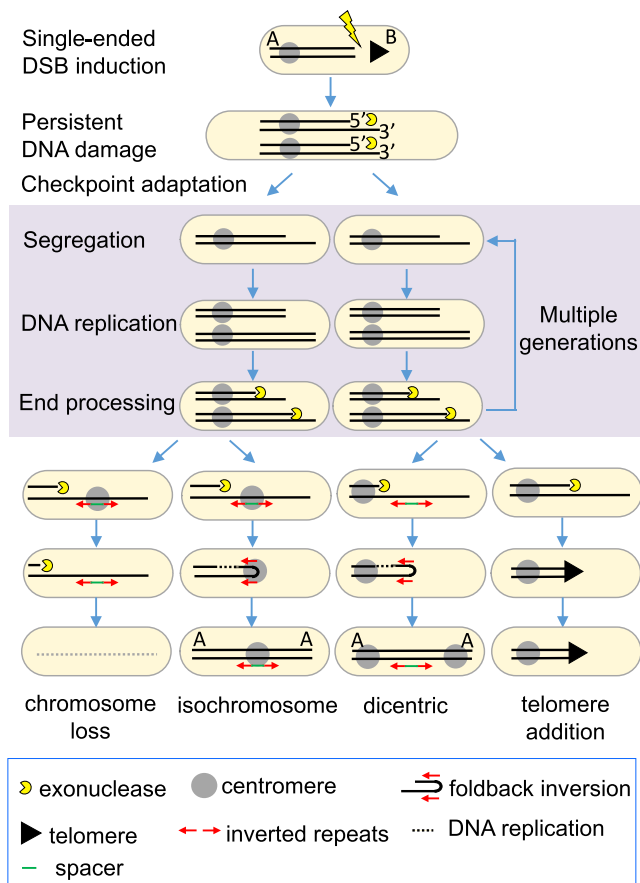 Single-ended
DSB induction
A
B
Persistent
DNA damage
5’
3’
5’
3’
Checkpoint adaptation
Segregation
DNA replication
End processing
Multiple
generations
A
A
A
A
chromosome
loss
isochromosome
dicentric
telomere
addition
exonuclease
centromere
foldback inversion
telomere
inverted repeats
DNA replication
spacer